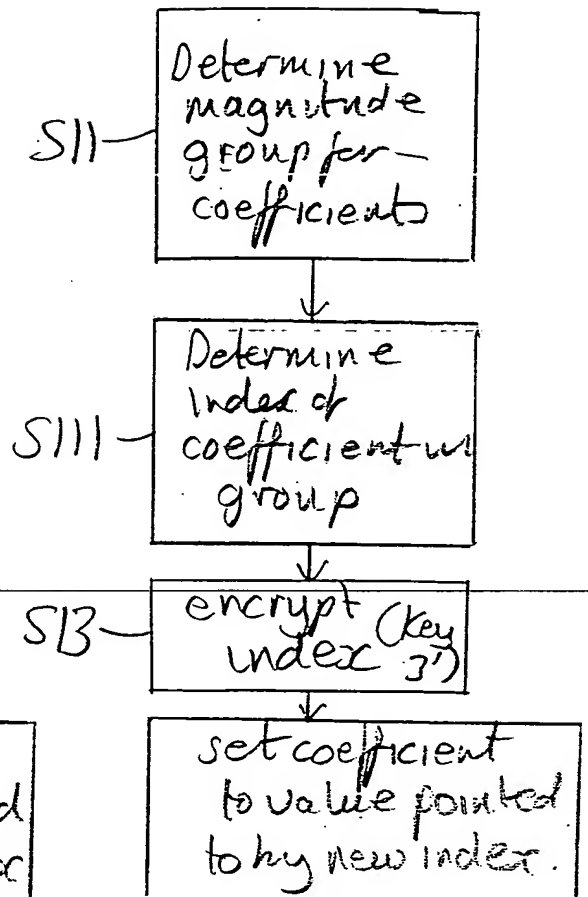 Determine
magnitude
S11 group for
coefficients
Determine
index of
S111 coefficient in
group
S13 encrypt (key
index 3')
set coefficient
to value pointed
to by new index.